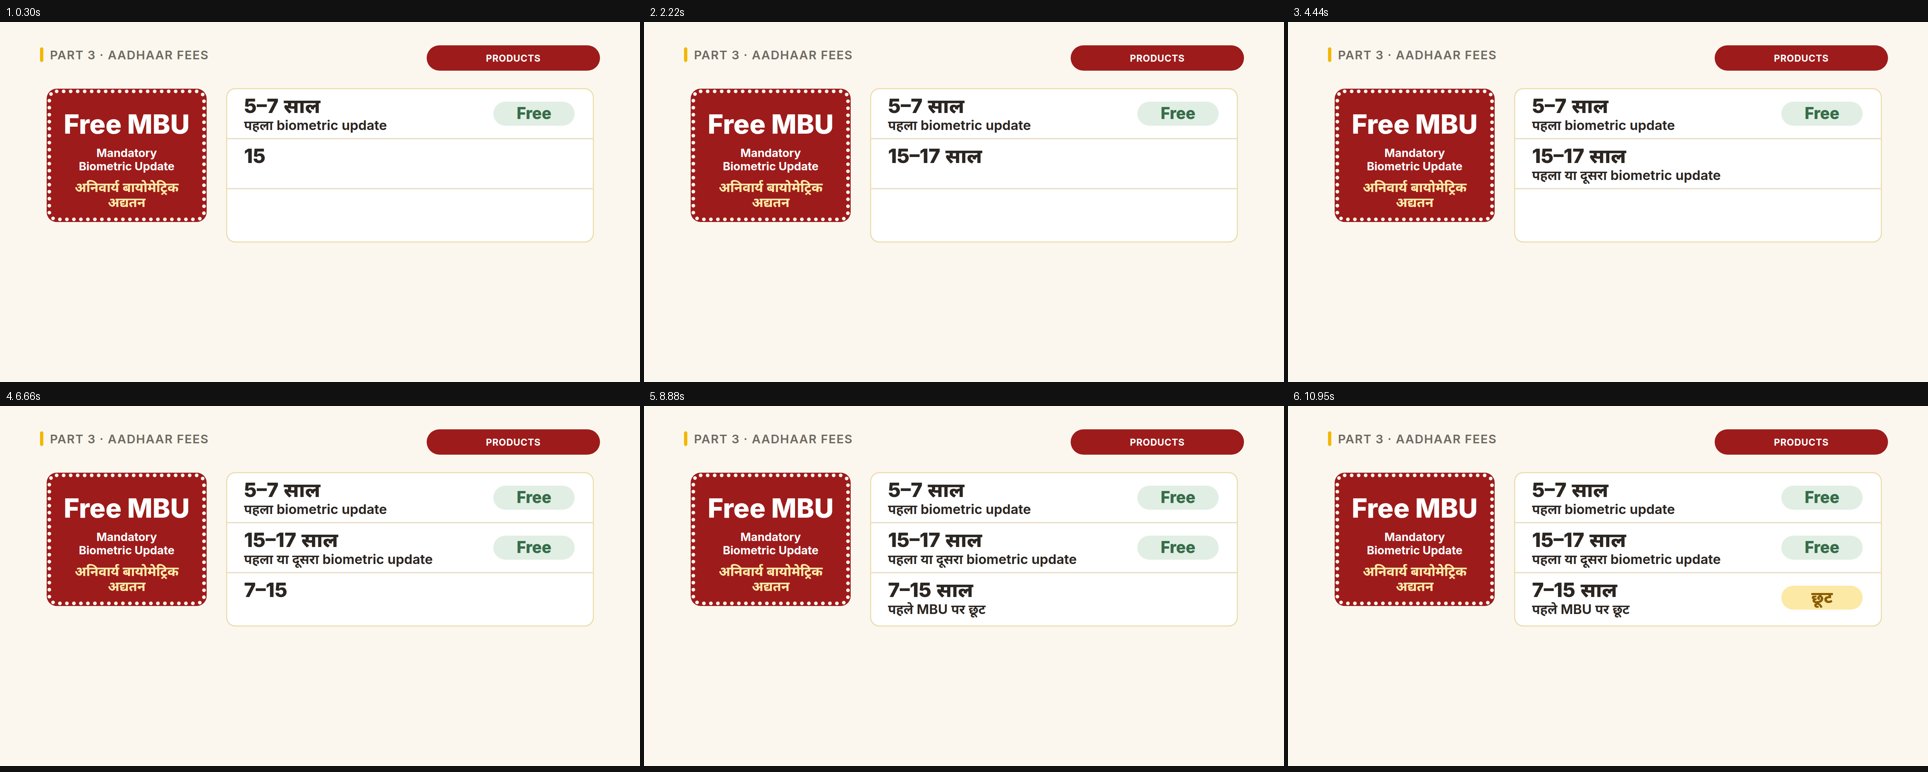 1. 0.30s
PART 3 · AADHAAR FEES
PRODUCTS
Free MBU
Mandatory
Biometric Update
अनिवार्य बायोमेट्रिक
अद्यतन
5–7 साल
पहला biometric update
Free
15
2. 2.22s
PART 3 · AADHAAR FEES
PRODUCTS
Free MBU
Mandatory
Biometric Update
अनिवार्य बायोमेट्रिक
अद्यतन
5–7 साल
पहला biometric update
Free
15–17 साल
3. 4.44s
PART 3 · AADHAAR FEES
PRODUCTS
Free MBU
Mandatory
Biometric Update
अनिवार्य बायोमेट्रिक
अद्यतन
5–7 साल
पहला biometric update
Free
15–17 साल
पहला या दूसरा biometric update
4. 6.66s
PART 3 · AADHAAR FEES
PRODUCTS
Free MBU
Mandatory
Biometric Update
अनिवार्य बायोमेट्रिक
अद्यतन
5–7 साल
पहला biometric update
Free
15–17 साल
पहला या दूसरा biometric update
Free
7–15
5. 8.88s
PART 3 · AADHAAR FEES
PRODUCTS
Free MBU
Mandatory
Biometric Update
अनिवार्य बायोमेट्रिक
अद्यतन
5–7 साल
पहला biometric update
Free
15–17 साल
पहला या दूसरा biometric update
Free
7–15 साल
पहले MBU पर छूट
6. 10.95s
PART 3 · AADHAAR FEES
PRODUCTS
Free MBU
Mandatory
Biometric Update
अनिवार्य बायोमेट्रिक
अद्यतन
5–7 साल
पहला biometric update
Free
15–17 साल
पहला या दूसरा biometric update
Free
7–15 साल
पहले MBU पर छूट
छूट